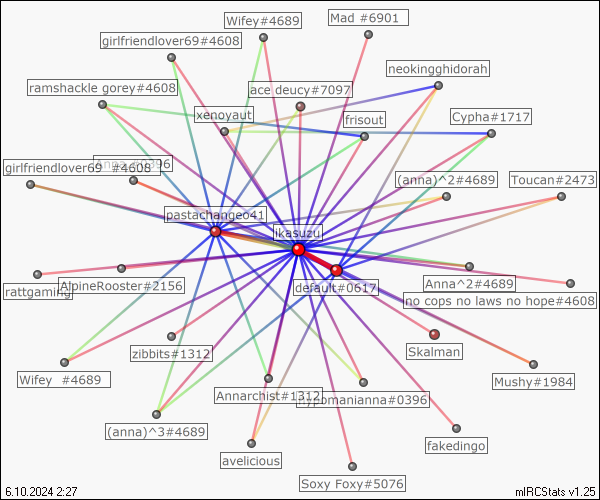 Wifey#4689
Mad #6901
girlfriendlover69#4608
neokingghidorah
ramshackle gorey#4608
ace deucy#7097
xenoyaut
frisout
Cypha#1717
girlfriendlover69 #4608
(anna)^2#4689
Toucan#2473
pastachangeo41
ikasuzu
rattgaming
AlpineRooster#2156
default#0617
Anna^2#4689
no cops no laws no hope#4608
zibbits#1312
Skalman
Wifey #4689
Mushy#1984
Annarchist#1312
#0396
(anna)^3#4689
fakedingo
avelicious
Soxy Foxy#5076
6.10.2024 2:27
mIRCStats v1.25